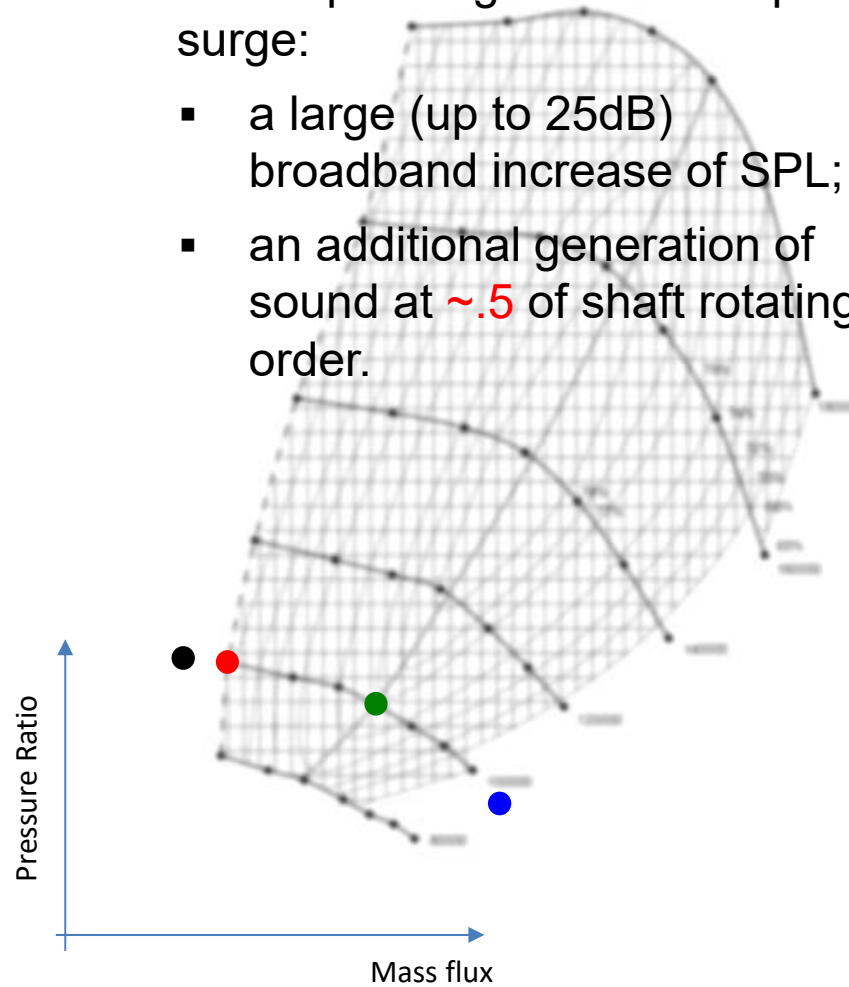 surge:
▪ a large (up to 25dB)
broadband increase of SPL;
▪ an additional generation of
sound at ~.5 of shaft rotating
order.
Pressure Ratio
Mass flux